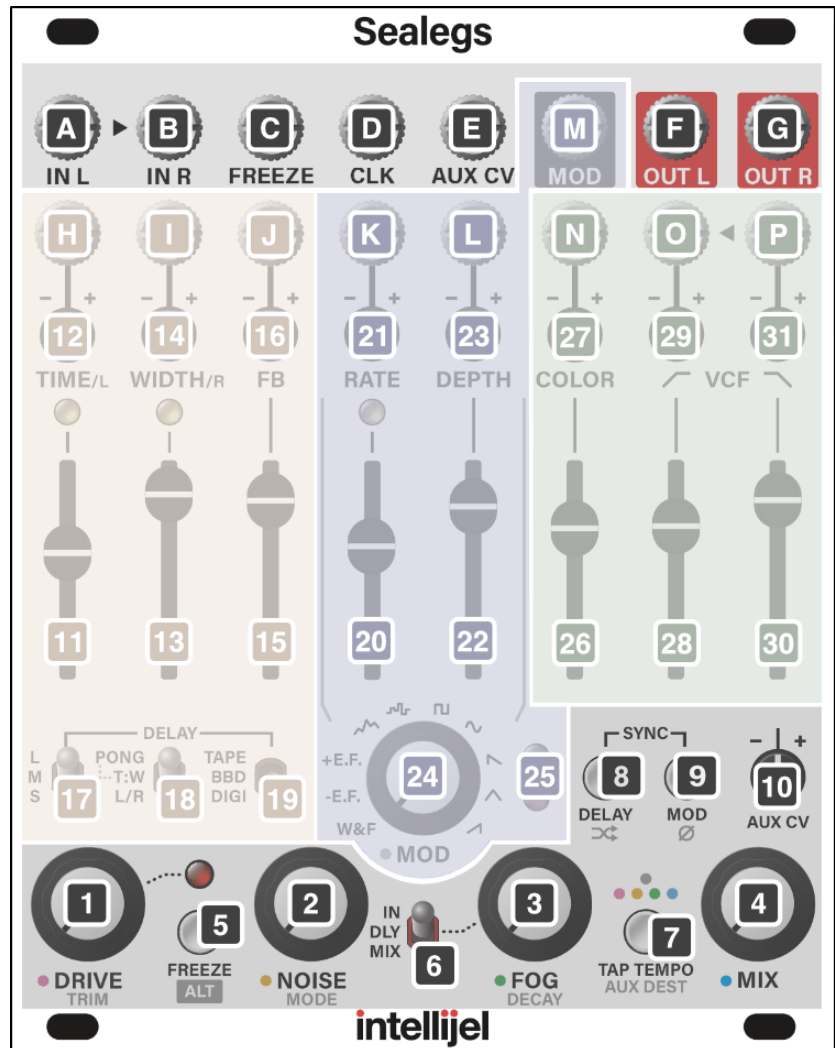 Sealegs
A B C D E M F G
IN L IN R FREEZE CLK AUX CV MOD OUT L OUT R
H I J K L N O P
- + - + - + - + - + - + - + - +
12 14 16 21 23 27 29 31
TIME/L WIDTH/R FB RATE DEPTH COLOR VCF
11 13 15 20 22 26 28 30
DELAY
L
M
S
17
PONG
T:W
L/R
18
TAPE
BBD
DIGI
19
+E.F.
-E.F.
W&F
24
25
MOD
SYNC
8 9
DELAY MOD
Ø
- +
10
AUX CV
1 5 2 6 3 7 4
IN
DLY
MIX
FREEZE
ALT
DRIVE
TRIM
NOISE
MODE
FOG
DECAY
TAP TEMPO
AUX DEST
MIX
intellijel